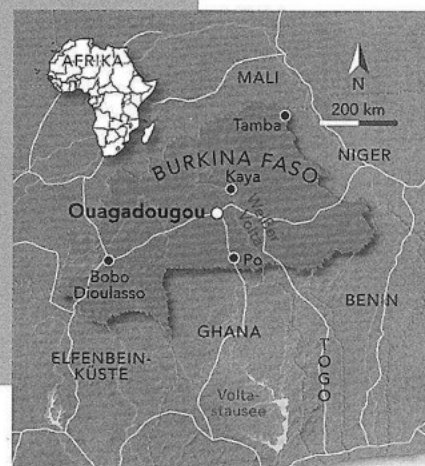 AFRIKA
MALI
N
200 km
Tamba
NIGER
BURKINA FASO
Kaya
Ouagadougou
Weißer
Volta
Po
Bobo
Dioulasso
BENIN
GHANA
ELFENBEIN-
KÜSTE
TOGO
Volta-
stausee